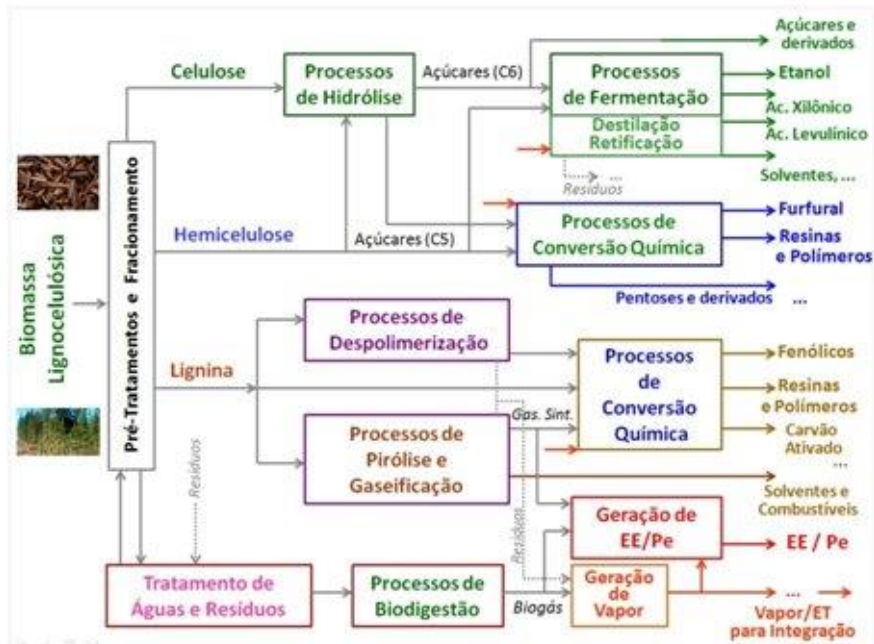 Açúcares e
derivados
Celulose
Processos
de Hidrólise
Açúcares (C6)
Processos
de Fermentação
Destilação
Retificação
Etanol
Ac. Xilônico
Ac. Levulínico
Solventes, ...
...
Resíduos
Biomassa
Lignocelulósica
Pré-Tratamentos e Fracionamento
Hemicelulose
Açúcares (C5)
Processos de
Conversão Química
Furfural
Resinas
e Polímeros
Pentoses e derivados ...
Lignina
Processos de
Despolimerização
Processos
de
Conversão
Química
Fenólicos
Resinas
e Polímeros
Carvão
Ativado
...
Gas. Sint.
Processos de
Pirólise e
Gaseificação
Solventes e
Combustíveis
Resíduos
Resíduos
Geração de
EE/Pe
EE / Pe
Tratamento de
Águas e Resíduos
Processos de
Biodigestão
Biogás
Geração
de
Vapor
...
Vapor/ET
para Integração